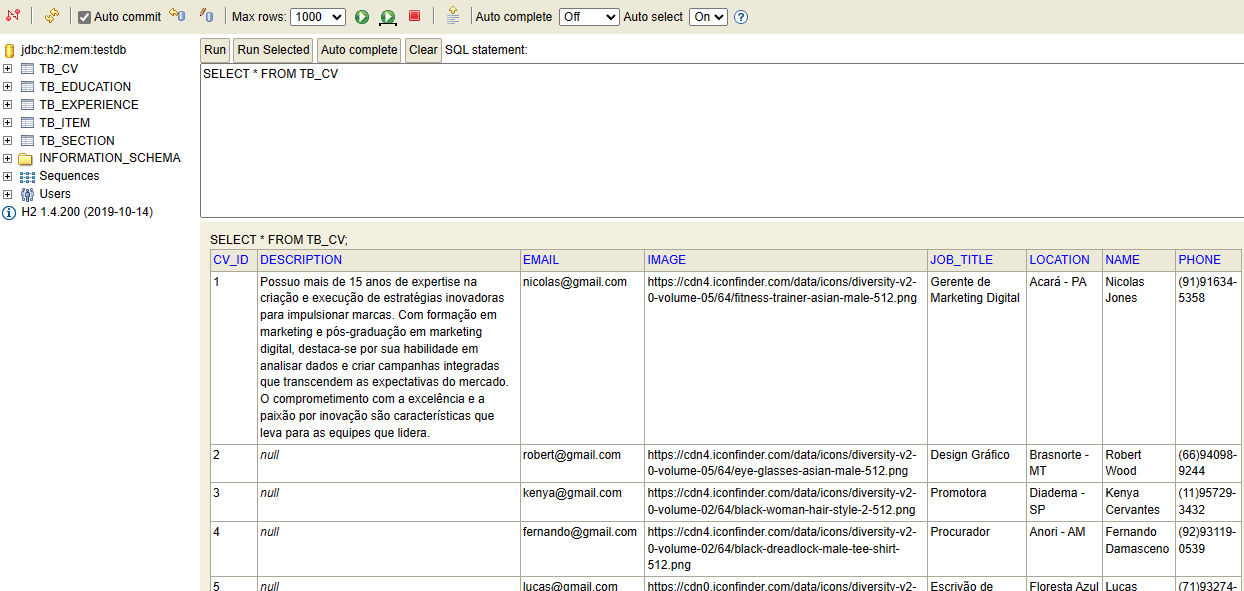 Auto commit Max rows: 1000 Auto complete Off Auto select On ?
jdbc:h2:mem:testdb
TB_CV
TB_EDUCATION
TB_EXPERIENCE
TB_ITEM
TB_SECTION
INFORMATION_SCHEMA
Sequences
Users
H2 1.4.200 (2019-10-14)
Run Run Selected Auto complete Clear SQL statement:
SELECT * FROM TB_CV
SELECT * FROM TB_CV;
CV_ID DESCRIPTION EMAIL IMAGE JOB_TITLE LOCATION NAME PHONE
1 Possuo mais de 15 anos de expertise na nicolas@gmail.com https://cdn4.iconfinder.com/data/icons/diversity-v2- Gerente de Acará - PA Nicolas (91)91634-
criação e execução de estratégias inovadoras 0-volume-05/64/fitness-trainer-asian-male-512.png Marketing Digital Jones 5358
para impulsionar marcas. Com formação em
marketing e pós-graduação em marketing
digital, destaca-se por sua habilidade em
analisar dados e criar campanhas integradas
que transcendem as expectativas do mercado.
O comprometimento com a excelência e a
paixão por inovação são características que
leva para as equipes que lidera.
2 null robert@gmail.com https://cdn4.iconfinder.com/data/icons/diversity-v2- Design Gráfico Brasnorte - Robert (66)94098-
0-volume-05/64/eye-glasses-asian-male-512.png MT Wood 9244
3 null kenya@gmail.com https://cdn4.iconfinder.com/data/icons/diversity-v2- Promotora Diadema - Kenya (11)95729-
0-volume-02/64/black-woman-hair-style-2-512.png SP Cervantes 3432
4 null fernando@gmail.com https://cdn4.iconfinder.com/data/icons/diversity-v2- Procurador Anori - AM Fernando (92)93119-
0-volume-02/64/black-dreadlock-male-tee-shirt- Damasceno 0539
512.png
5 null lucas@gmail.com https://cdn0.iconfinder.com/data/icons/diversity-v2- Escrivão de Floresta Azul Lucas (71)93274-